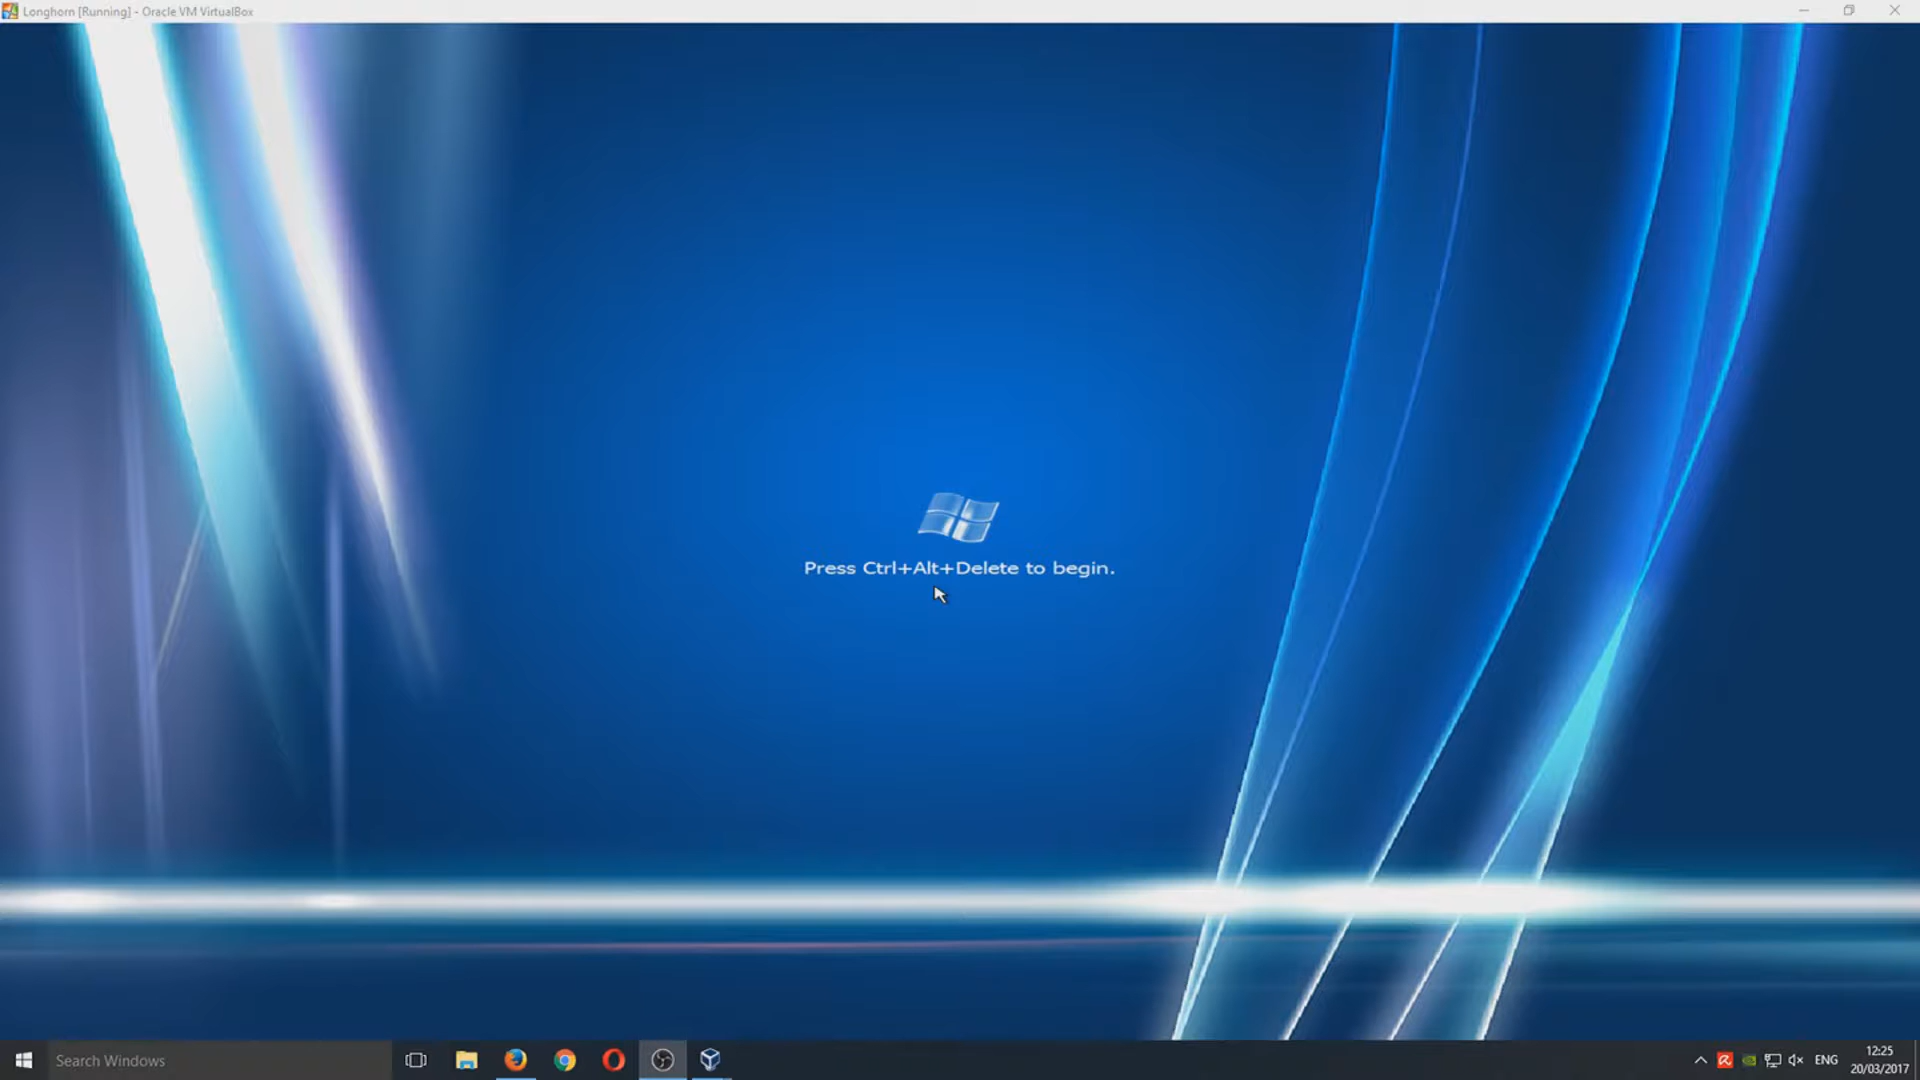 Longhorn [Running] - Oracle VM VirtualBox
Press Ctrl+Alt+Delete to begin.
Search Windows
ENG
12:25
20/03/2017